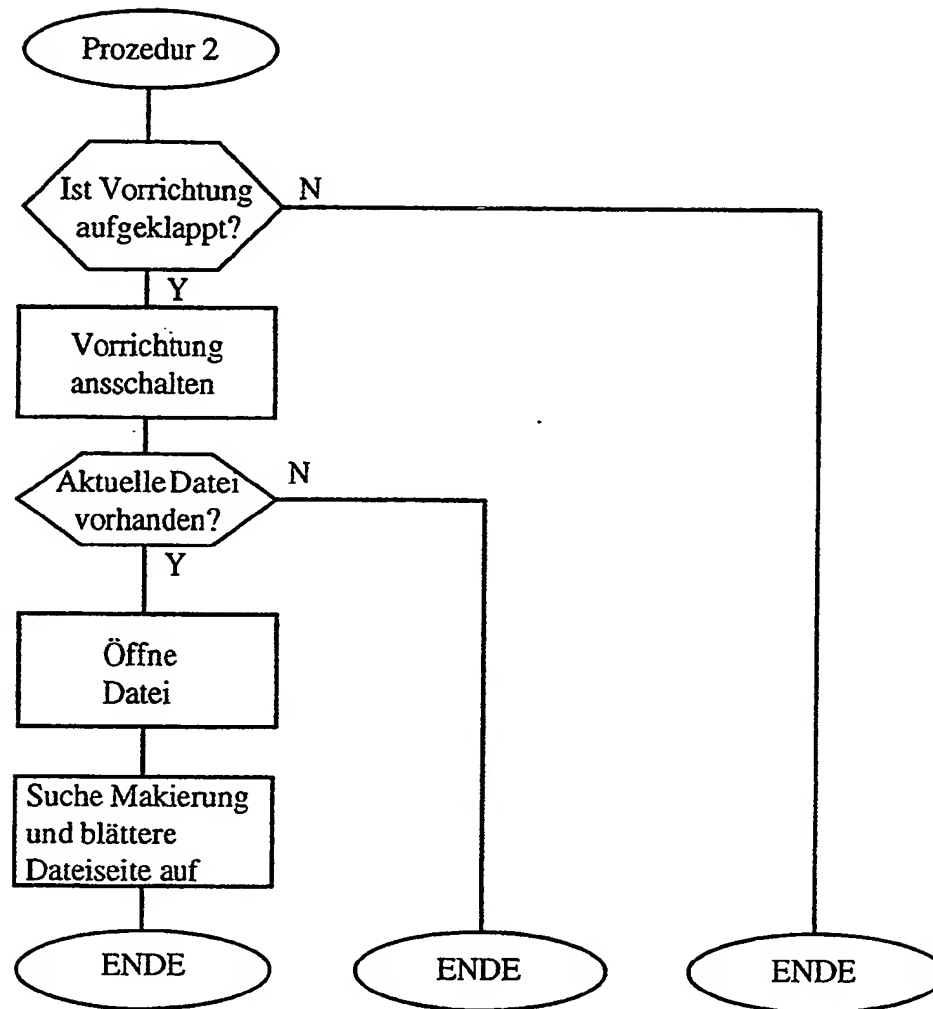 Prozedur 2
Ist Vorrichtung
aufgeklappt?
N
Y
Vorrichtung
ansschalten
Aktuelle Datei
vorhanden?
N
Y
Öffne
Datei
Suche Makierung
und blättere
Dateiseite auf
ENDE
ENDE
ENDE